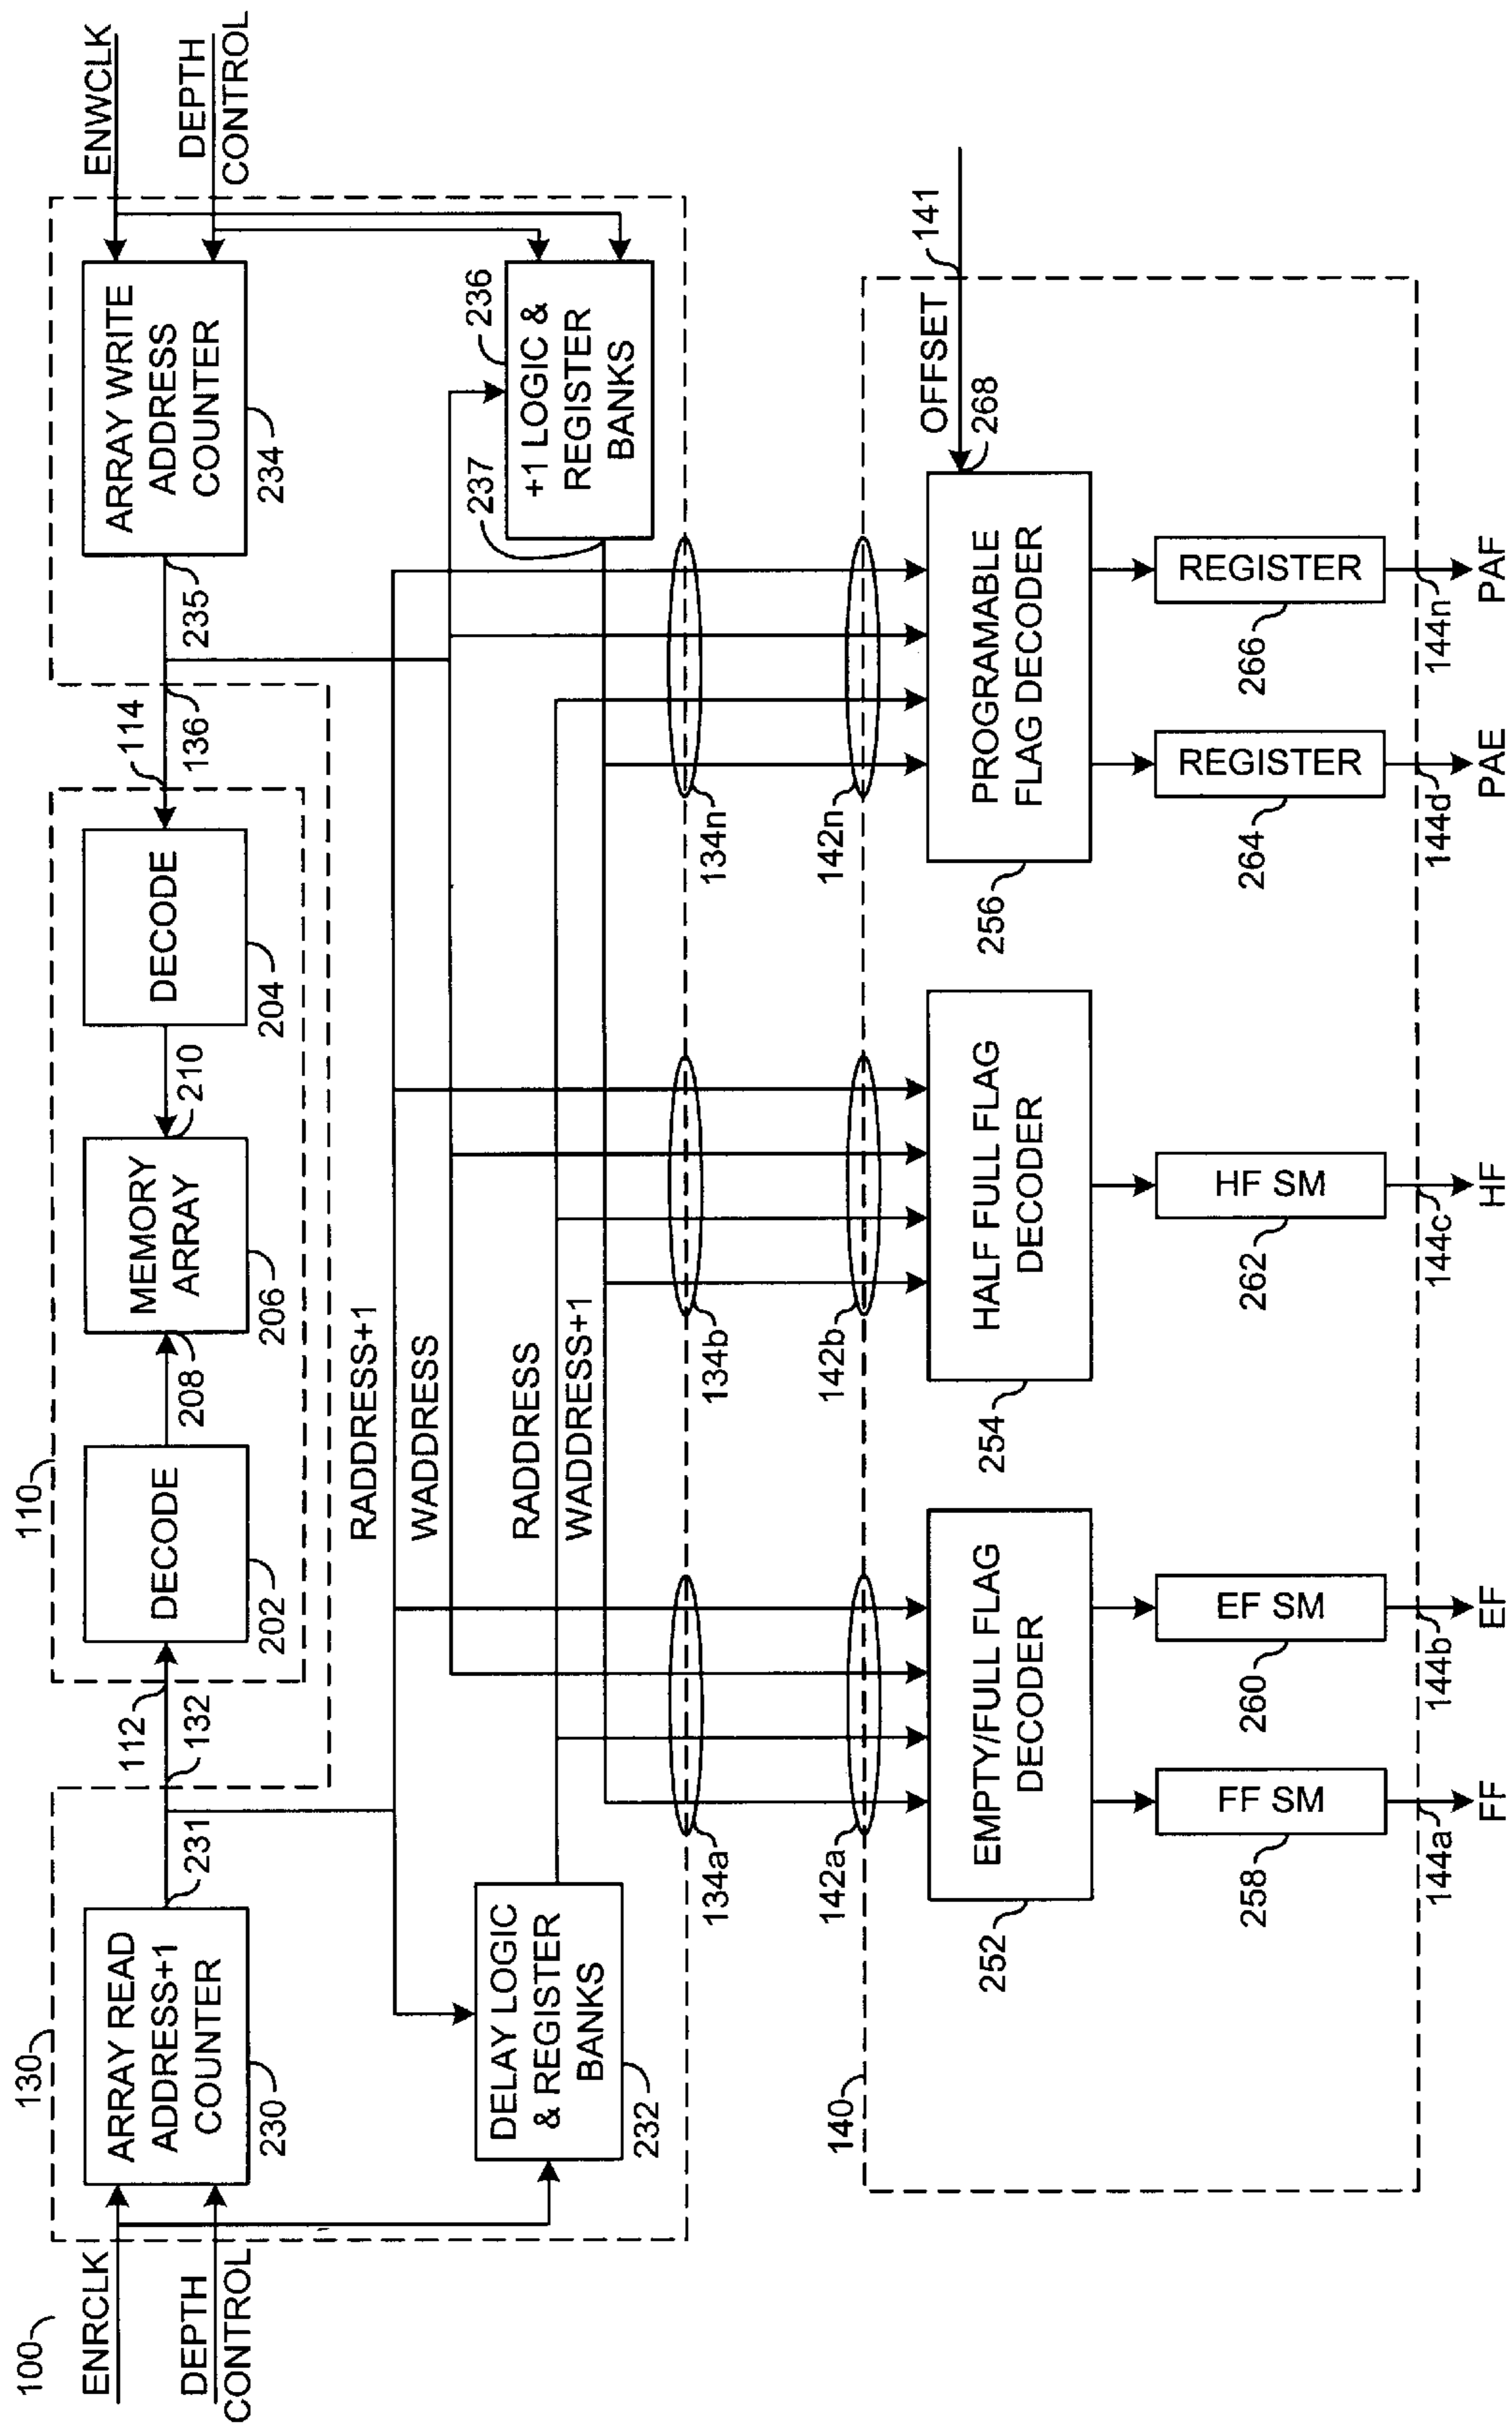 100
ENRCLK
DEPTH
CONTROL
130
ARRAY READ
ADDRESS+1
COUNTER
230
231
132
112
110
DECODE
202
208
MEMORY
ARRAY
206
210
DECODE
204
114
136
235
ARRAY WRITE
ADDRESS
COUNTER
234
ENWCLK
DEPTH
CONTROL
RADDRESS+1
WADDRESS
RADDRESS
WADDRESS+1
DELAY LOGIC
& REGISTER
BANKS
232
237
236
+1 LOGIC &
REGISTER
BANKS
134a
134b
134n
140
142a
142b
142n
OFFSET
141
268
EMPTY/FULL FLAG
DECODER
252
HALF FULL FLAG
DECODER
254
PROGRAMABLE
FLAG DECODER
256
FF SM
258
EF SM
260
HF SM
262
REGISTER
264
REGISTER
266
144a
144b
144c
144d
144n
FF
EF
HF
PAE
PAF